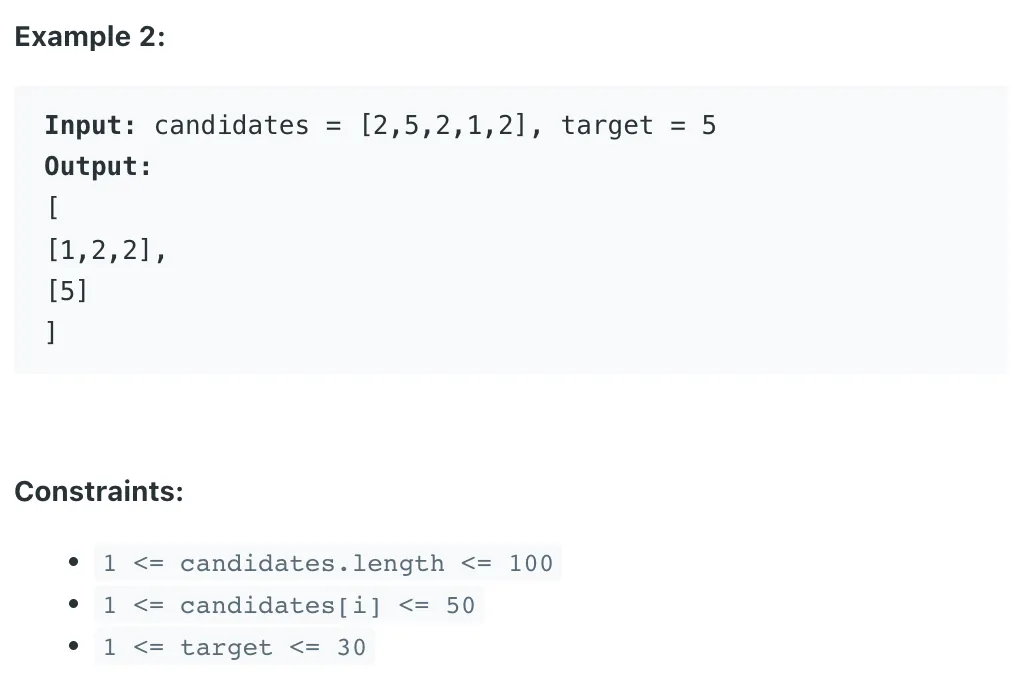 Example 2:
Input: candidates = [2,5,2,1,2], target = 5
Output:
[
[1,2,2],
[5]
]
Constraints:
1 <= candidates.length <= 100
1 <= candidates[i] <= 50
1 <= target <= 30